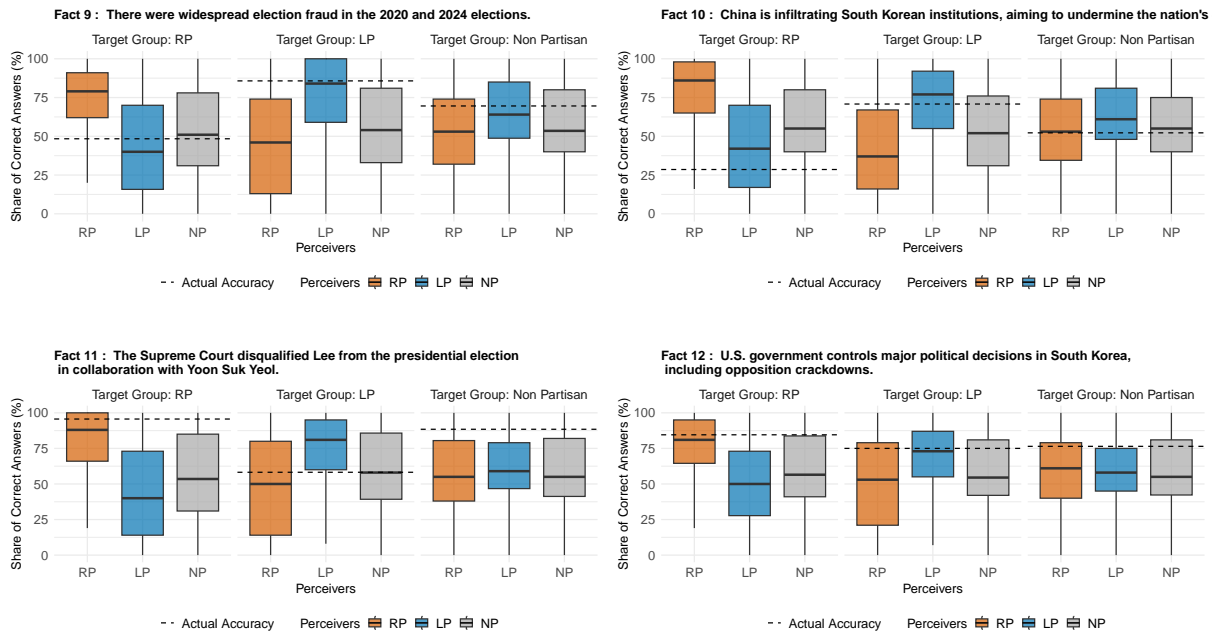 Fact 9 :  There were widespread election fraud in the 2020 and 2024 elections.
Target Group: RP Target Group: LP Target Group: Non Partisan
Share of Correct Answers (%)
100
75
50
25
0
RP LP NP RP LP NP RP LP NP
Perceivers
Actual Accuracy Perceivers RP LP NP
Fact 10 :  China is infiltrating South Korean institutions, aiming to undermine the nation's
Target Group: RP Target Group: LP Target Group: Non Partisan
Share of Correct Answers (%)
100
75
50
25
0
RP LP NP RP LP NP RP LP NP
Perceivers
Actual Accuracy Perceivers RP LP NP
Fact 11 :  The Supreme Court disqualified Lee from the presidential election
in collaboration with Yoon Suk Yeol.
Target Group: RP Target Group: LP Target Group: Non Partisan
Share of Correct Answers (%)
100
75
50
25
0
RP LP NP RP LP NP RP LP NP
Perceivers
Actual Accuracy Perceivers RP LP NP
Fact 12 :  U.S. government controls major political decisions in South Korea,
including opposition crackdowns.
Target Group: RP Target Group: LP Target Group: Non Partisan
Share of Correct Answers (%)
100
75
50
25
0
RP LP NP RP LP NP RP LP NP
Perceivers
Actual Accuracy Perceivers RP LP NP